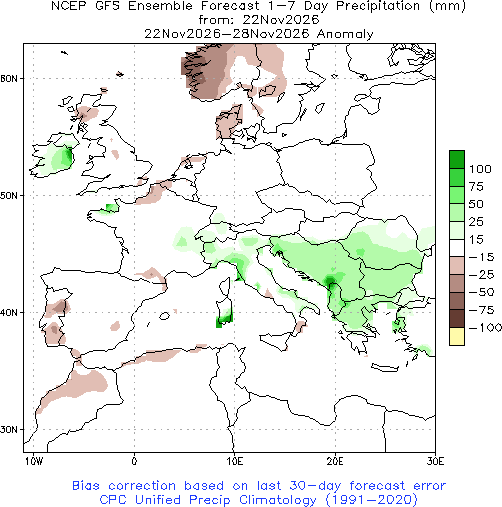 NCEP GFS Ensemble Forecast 1−7 Day Precipitation (mm)
from: 22Nov2026
22Nov2026−28Nov2026 Anomaly
60N
50N
40N
30N
10W
0
10E
20E
30E
100
75
50
25
15
−15
−25
−50
−75
−100
Bias correction based on last 30−day forecast error
CPC Unified Precip Climatology (1991−2020)